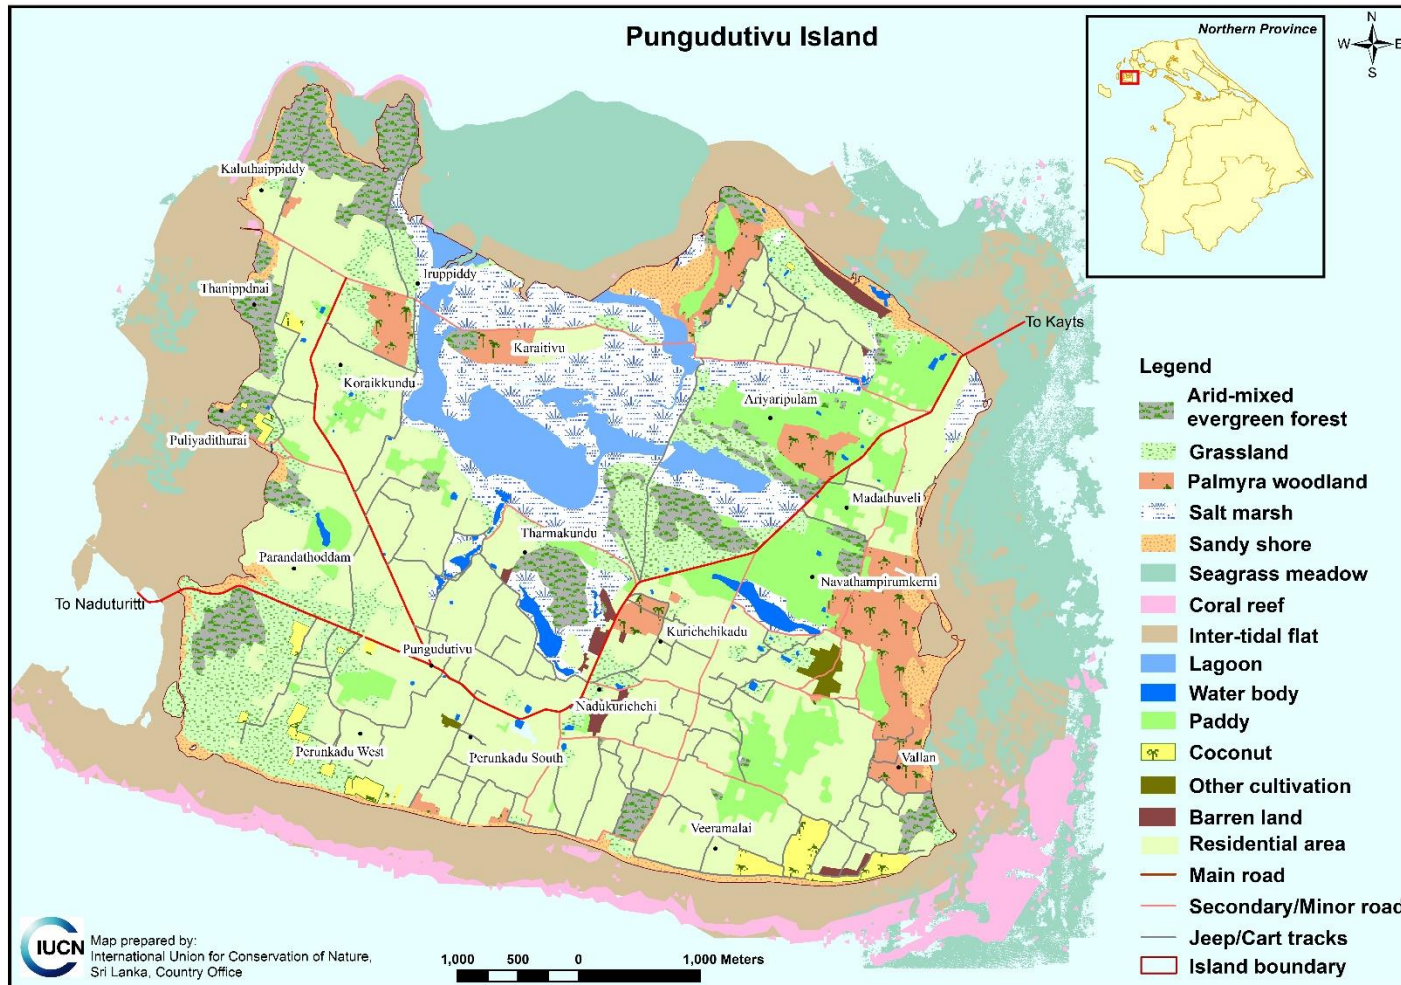 Pungudutivu Island
Northern Province
N
W
E
S
Kaluthaippiddy
Thanippdnai
Iruppiddy
To Kayts
Karaitivu
Koraikkundu
Ariyaripulam
Puliyadithurai
Madathuveli
Tharmakundu
Parandathoddam
Navathampirumkerni
To Naduturitti
Kurichchikadu
Pungudutivu
Nadukurichchi
Perunkadu West
Perunkadu South
Vallan
Veeramalai
Legend
Arid-mixed
evergreen forest
Grassland
Palmyra woodland
Salt marsh
Sandy shore
Seagrass meadow
Coral reef
Inter-tidal flat
Lagoon
Water body
Paddy
Coconut
Other cultivation
Barren land
Residential area
Main road
Secondary/Minor road
Jeep/Cart tracks
Island boundary
IUCN
Map prepared by:
International Union for Conservation of Nature,
Sri Lanka, Country Office
1,000 500 0 1,000 Meters